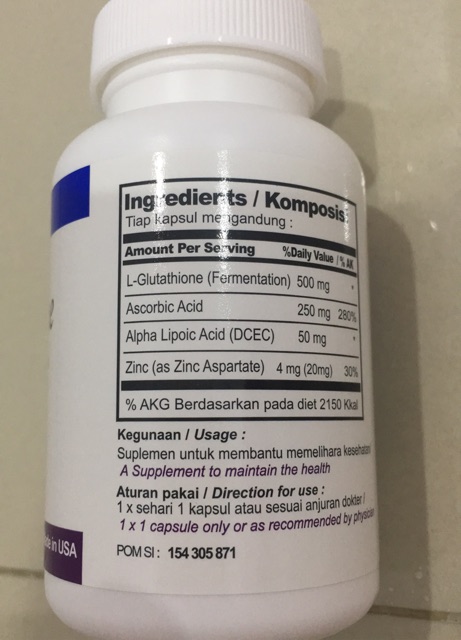 Ingredients / Komposisi
Tiap kapsul mengandung :
Amount Per Serving %Daily Value / % AK
L-Glutathione (Fermentation) 500 mg *
Ascorbic Acid 250 mg 280%
Alpha Lipoic Acid (DCEC) 50 mg *
Zinc (as Zinc Aspartate) 4 mg (20mg) 30%
% AKG Berdasarkan pada diet 2150 Kkal
Kegunaan / Usage :
Suplemen untuk membantu memelihara kesehatan
A Supplement to maintain the health
Aturan pakai / Direction for use :
1 x sehari 1 kapsul atau sesuai anjuran dokter /
1 x 1 capsule only or as recommended by physician
POM SI : 154 305 871
in USA